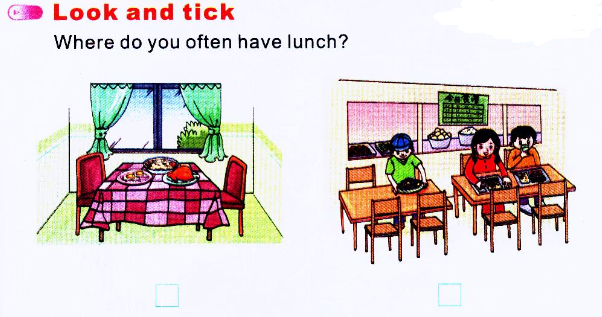 Look and tick
Where do you often have lunch?